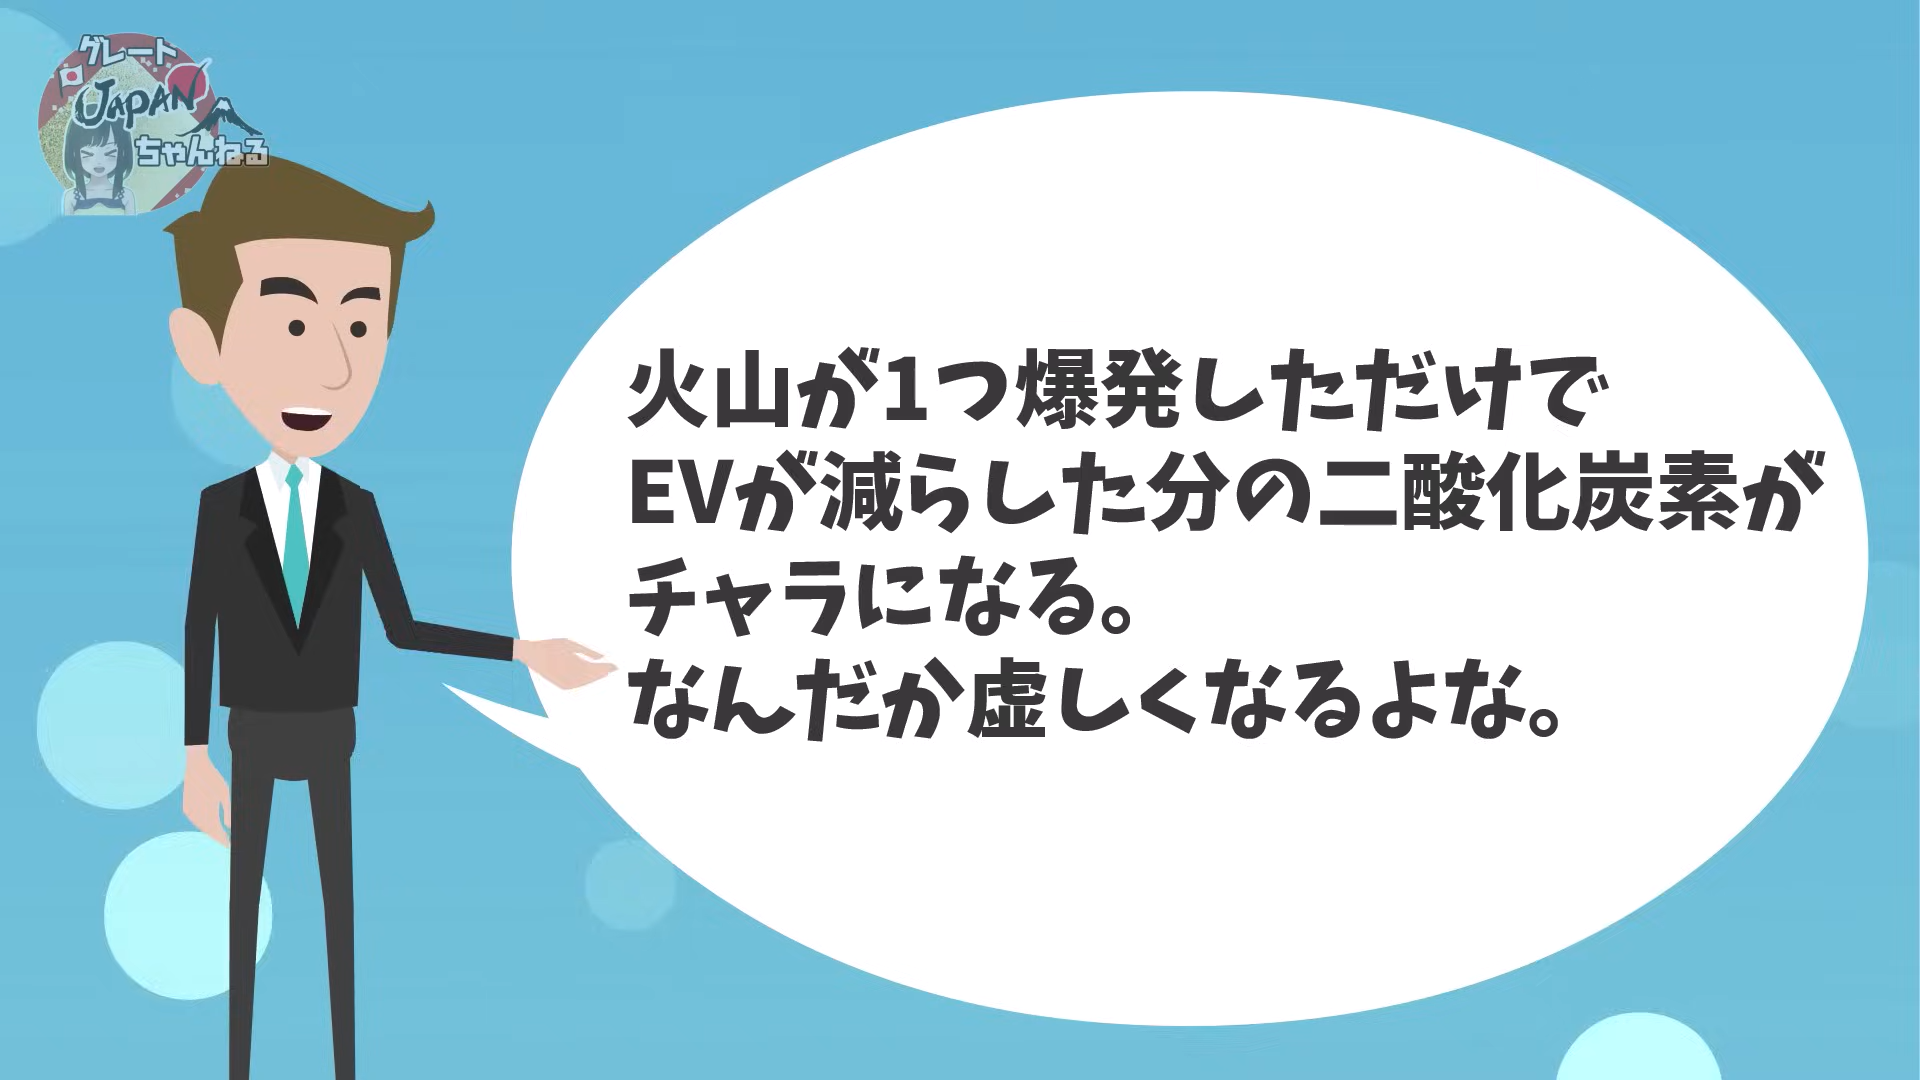 グレート
JAPAN
ちゃんねる
火山が1つ爆発しただけで
EVが減らした分の二酸化炭素が
チャラになる。
なんだか虚しくなるよな。